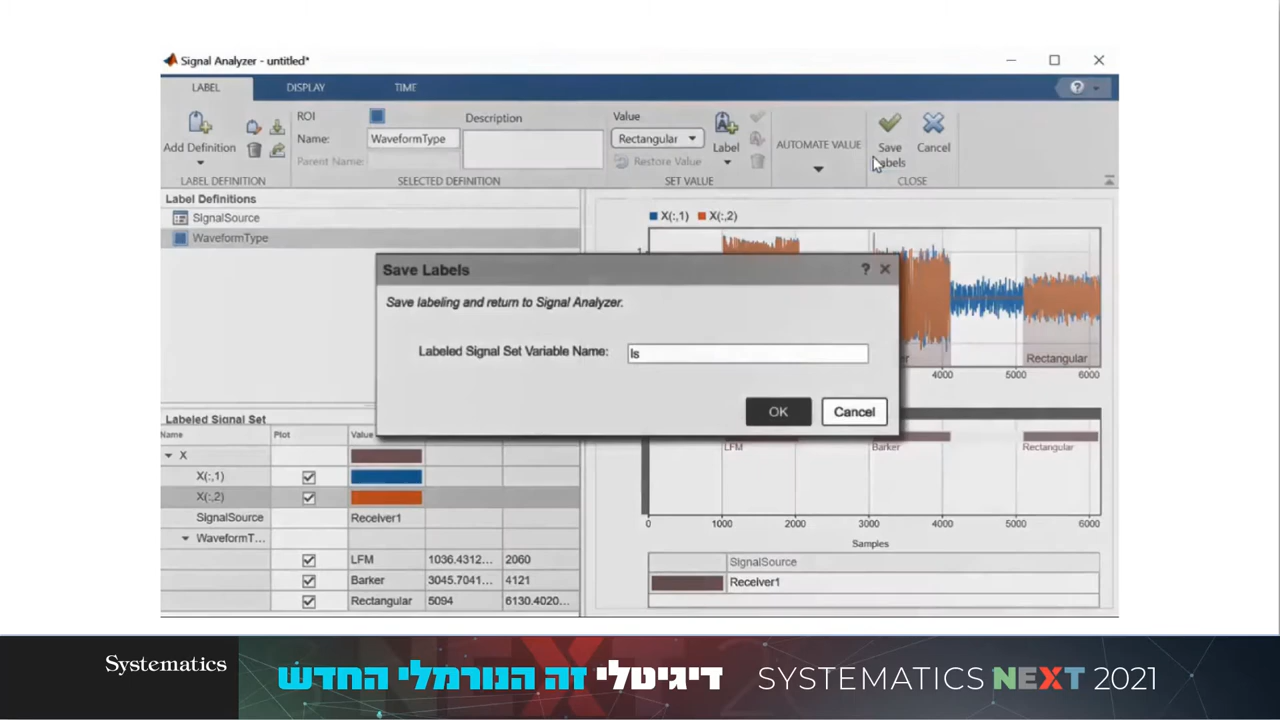 Signal Analyzer - untitled*
LABEL DISPLAY TIME
ROI
Name: WaveformType
Parent Name:
Description
Value
Rectangular
Restore Value
Add Definition
Label
AUTOMATE VALUE
Save Labels
Cancel
LABEL DEFINITION SELECTED DEFINITION SET VALUE CLOSE
Label Definitions
SignalSource
WaveformType
X(:,1) X(:,2)
1
Rectangular
4000 5000 6000
Save Labels
?
Save labeling and return to Signal Analyzer.
Labeled Signal Set Variable Name: ls
OK Cancel
Labeled Signal Set
Name Plot Value
X
X(:,1)
X(:,2)
SignalSource Receiver1
WaveformT...
LFM 1036.4312... 2060
Barker 3045.7041... 4121
Rectangular 5094 6130.4020...
LFM Barker Rectangular
0 1000 2000 3000 4000 5000 6000
Samples
SignalSource
Receiver1
Systematics
דיגיטלי זה הנורמלי החדש
SYSTEMATICS NEXT 2021